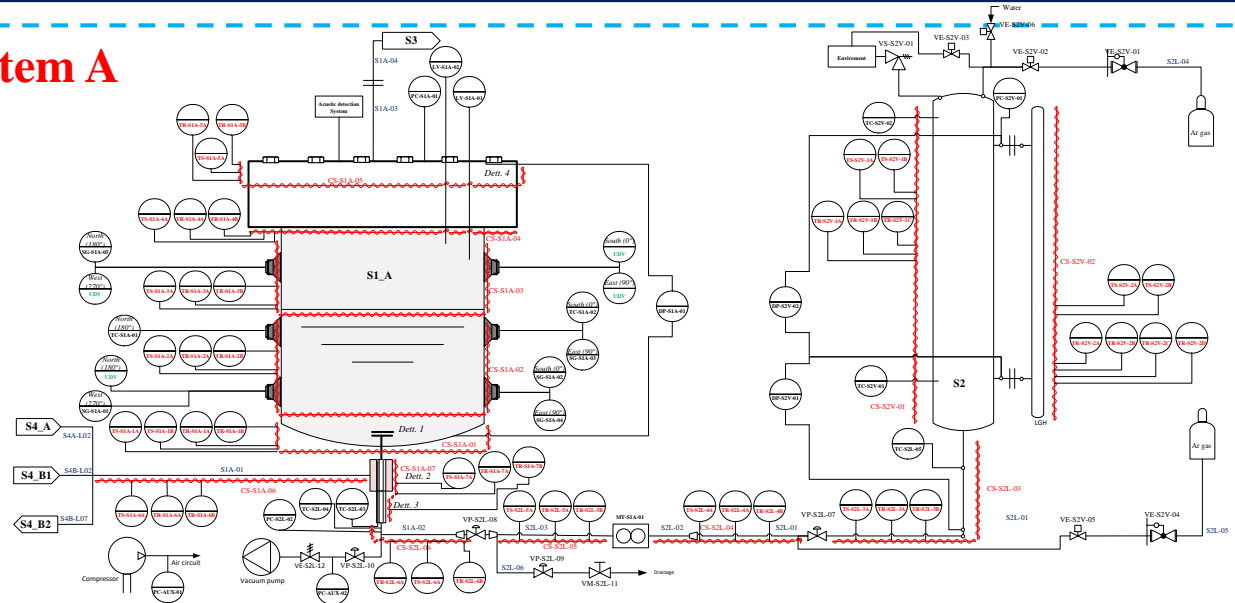 tem A
S3
S1A-04
S1A-03
LV-S1A-02
PC-S1A-01
LV-S1A-01
Acustic detection
System
TR-S1A-5A
TR-S1A-5B
TS-S1A-5A
CS-S1A-05
Dett. 4
TS-S1A-4A
TR-S1A-4A
TR-S1A-4B
CS-S1A-04
North
(180°)
SG-S1A-05
West
(270°)
UDV
S1_A
South (0°)
UDV
East (90°)
UDV
TS-S1A-3A
TR-S1A-3A
TR-S1A-3B
CS-S1A-03
DP-S1A-01
North
(180°)
TC-S1A-01
South (0°)
TC-S1A-02
East (90°)
SG-S1A-03
TS-S1A-2A
TR-S1A-2A
TR-S1A-2B
CS-S1A-02
North
(180°)
UDV
West
(270°)
SG-S1A-01
South (0°)
SG-S1A-02
East (90°)
SG-S1A-04
S4_A
S4A-L02
TS-S1A-1A
TS-S1A-1B
TR-S1A-1A
TR-S1A-1B
Dett. 1
CS-S1A-01
S4_B1
S4B-L02
S1A-01
CS-S1A-06
CS-S1A-07
Dett. 2
TS-S1A-7A
TR-S1A-7A
TR-S1A-7B
S4_B2
S4B-L07
TS-S1A-6A
TR-S1A-6A
TR-S1A-6B
Dett. 3
PC-S2L-02
TC-S2L-04
TC-S2L-03
S1A-02
VP-S2L-08
CS-S2L-06
TS-S2L-5A
TR-S2L-5A
TR-S2L-5B
S2L-03
CS-S2L-05
MT-S1A-01
Compressor
Air circuit
PC-AUX-01
Vacuum pump
VE-S2L-12
VP-S2L-10
PC-AUX-02
TR-S2L-6A
TS-S2L-6A
TR-S2L-6B
S2L-06
VP-S2L-09
VM-S2L-11
Drainage
S2L-02
TS-S2L-4A
TR-S2L-4A
TR-S2L-4B
CS-S2L-04
S2L-01
VP-S2L-07
TS-S2L-3A
TR-S2L-3A
TR-S2L-3B
CS-S2L-03
S2L-01
VE-S2V-05
VE-S2V-04
S2L-05
Ar gas
Water
VE-S2V-06
VE-S2V-03
VS-S2V-01
Enviroment
VE-S2V-02
VE-S2V-01
S2L-04
Ar gas
PC-S2V-01
TC-S2V-02
TS-S2V-1A
TS-S2V-1B
TR-S2V-1A
TR-S2V-1B
TR-S2V-1C
CS-S2V-02
TS-S2V-2A
TS-S2V-2B
DP-S2V-02
TR-S2V-2A
TR-S2V-2B
TR-S2V-2C
TR-S2V-2D
DP-S2V-01
TC-S2V-01
S2
CS-S2V-01
LGH
TC-S2L-05